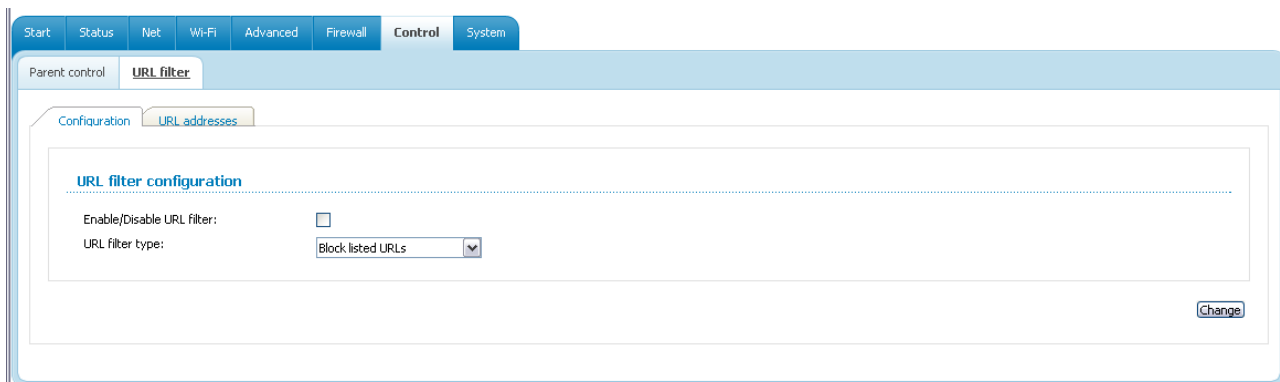 Start Status Net Wi-Fi Advanced Firewall Control System
Parent control URL filter
Configuration URL addresses
URL filter configuration
Enable/Disable URL filter:
URL filter type: Block listed URLs
Change